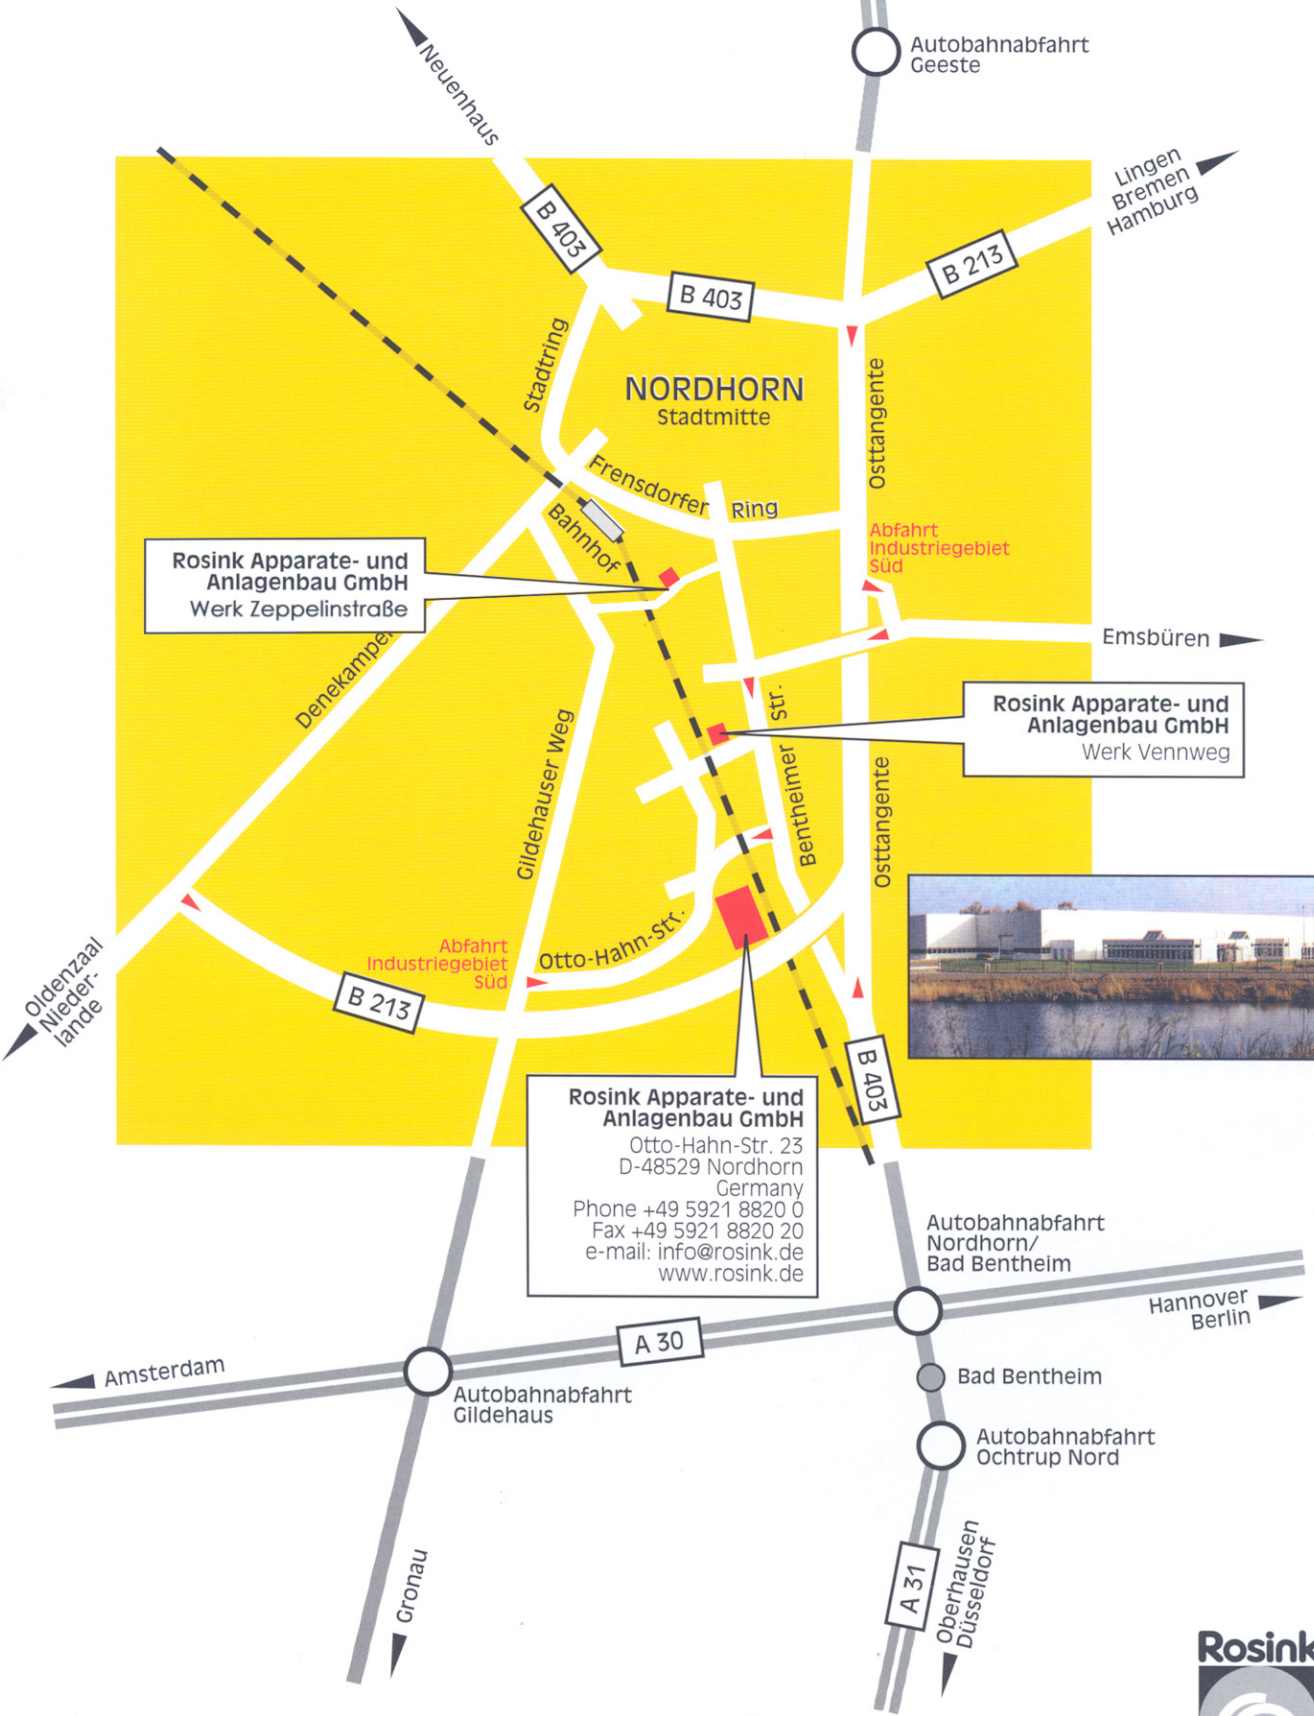 Neuenhaus
Autobahnabfahrt
Geeste
Lingen
Bremen
Hamburg
B 403
B 403
B 213
Stadtring
NORDHORN
Stadtmitte
Osttangente
Frensdorfer Ring
Bahnhof
Abfahrt
Industriegebiet
Süd
Rosink Apparate- und
Anlagenbau GmbH
Werk Zeppelinstraße
Emsbüren
Denekamper
Rosink Apparate- und
Anlagenbau GmbH
Werk Vennweg
Gildehauser Weg
Bentheimer Str.
Osttangente
Otto-Hahn-Str.
Abfahrt
Industriegebiet
Süd
Oldenzaal
Nieder-
lande
B 213
B 403
Rosink Apparate- und
Anlagenbau GmbH
Otto-Hahn-Str. 23
D-48529 Nordhorn
Germany
Phone +49 5921 8820 0
Fax +49 5921 8820 20
e-mail: info@rosink.de
www.rosink.de
Autobahnabfahrt
Nordhorn/
Bad Bentheim
Hannover
Berlin
A 30
Amsterdam
Autobahnabfahrt
Gildehaus
Bad Bentheim
Autobahnabfahrt
Ochtrup Nord
Gronau
A 31
Oberhausen
Düsseldorf
Rosink